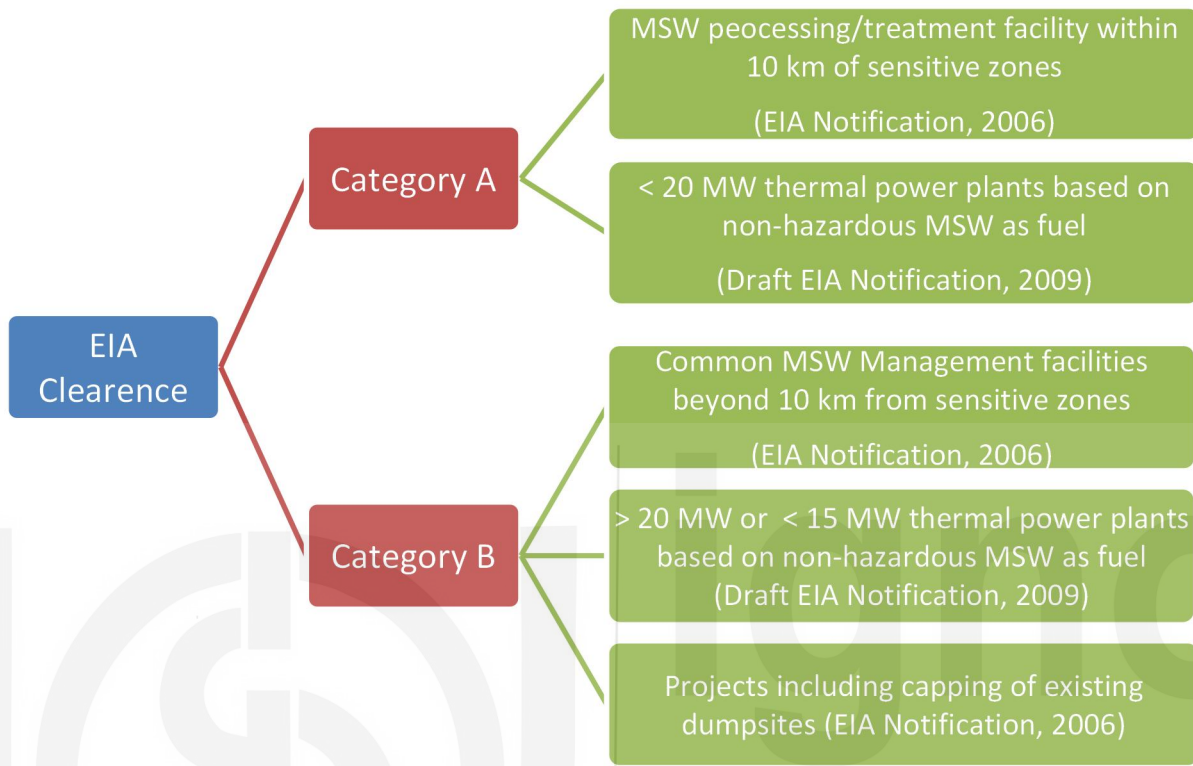 MSW peocessing/treatment facility within
10 km of sensitive zones
(EIA Notification, 2006)
Category A
< 20 MW thermal power plants based on
non-hazardous MSW as fuel
(Draft EIA Notification, 2009)
EIA
Clearence
Common MSW Management facilities
beyond 10 km from sensitive zones
(EIA Notification, 2006)
Category B
> 20 MW or < 15 MW thermal power plants
based on non-hazardous MSW as fuel
(Draft EIA Notification, 2009)
Projects including capping of existing
dumpsites (EIA Notification, 2006)